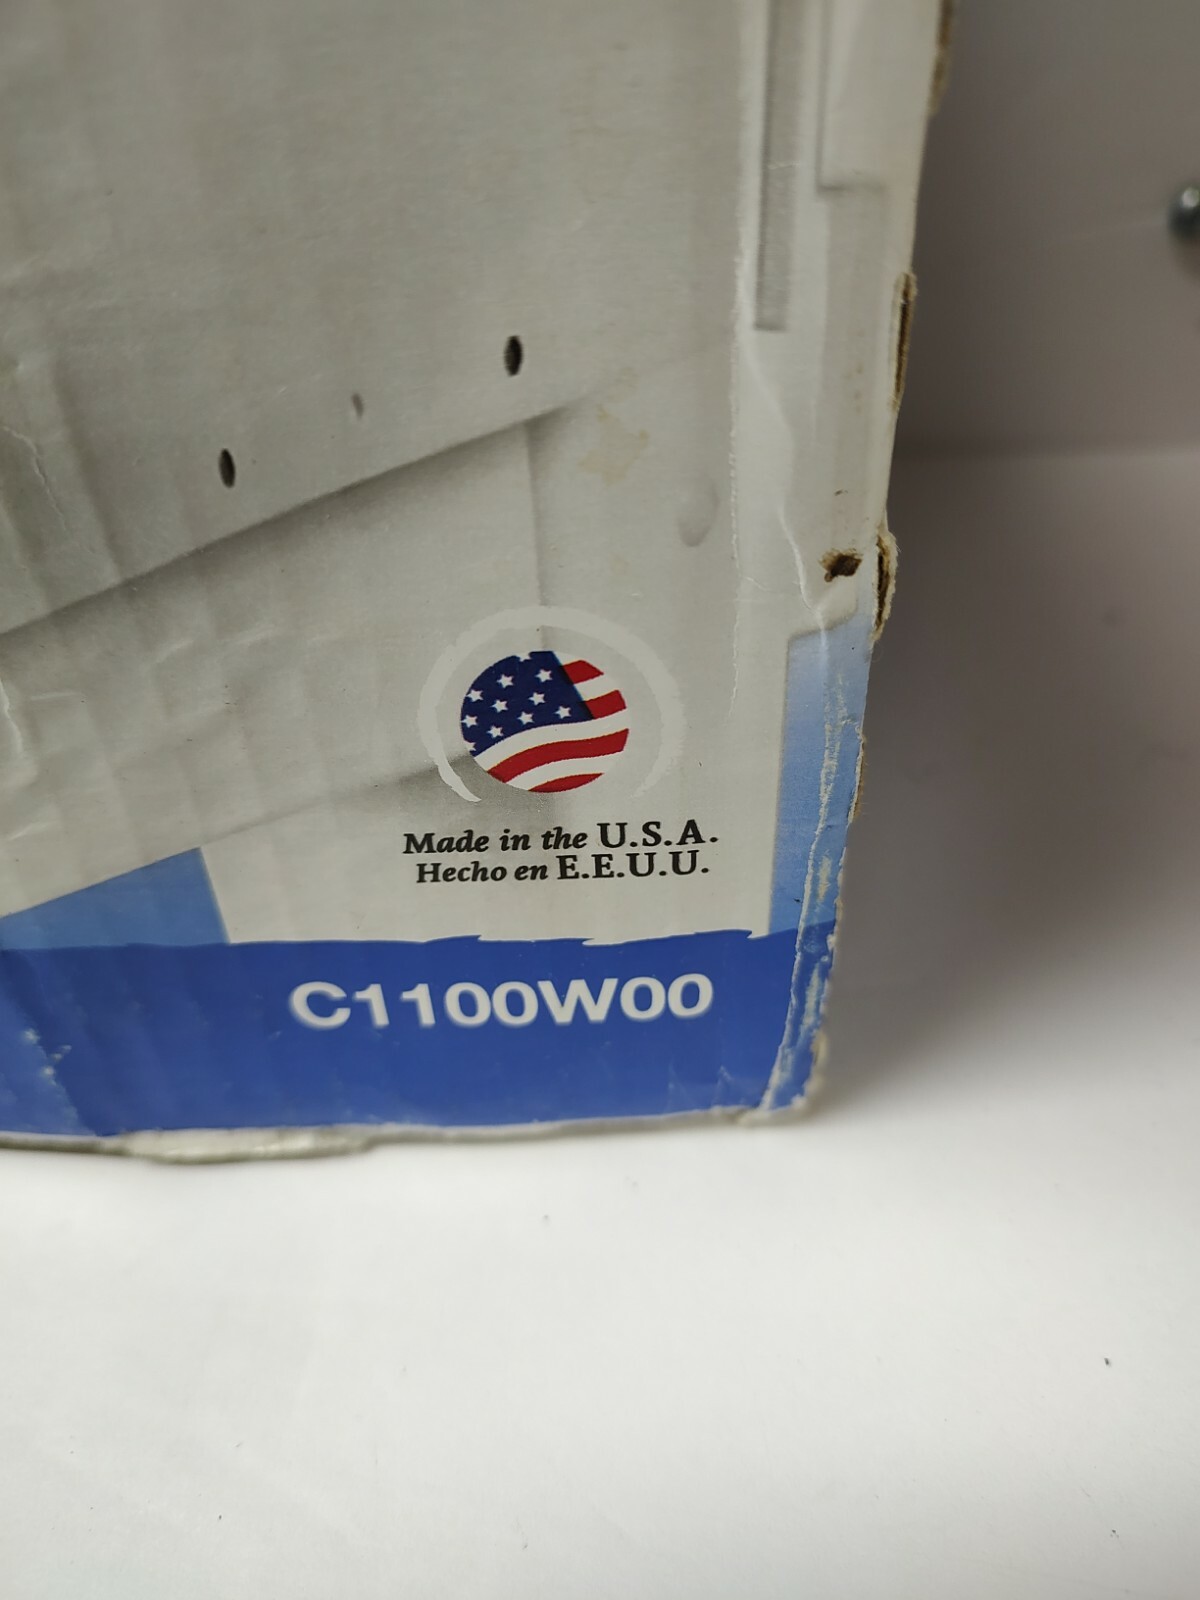 Made in the U.S.A.
Hecho en E.E.U.U.
C1100W00